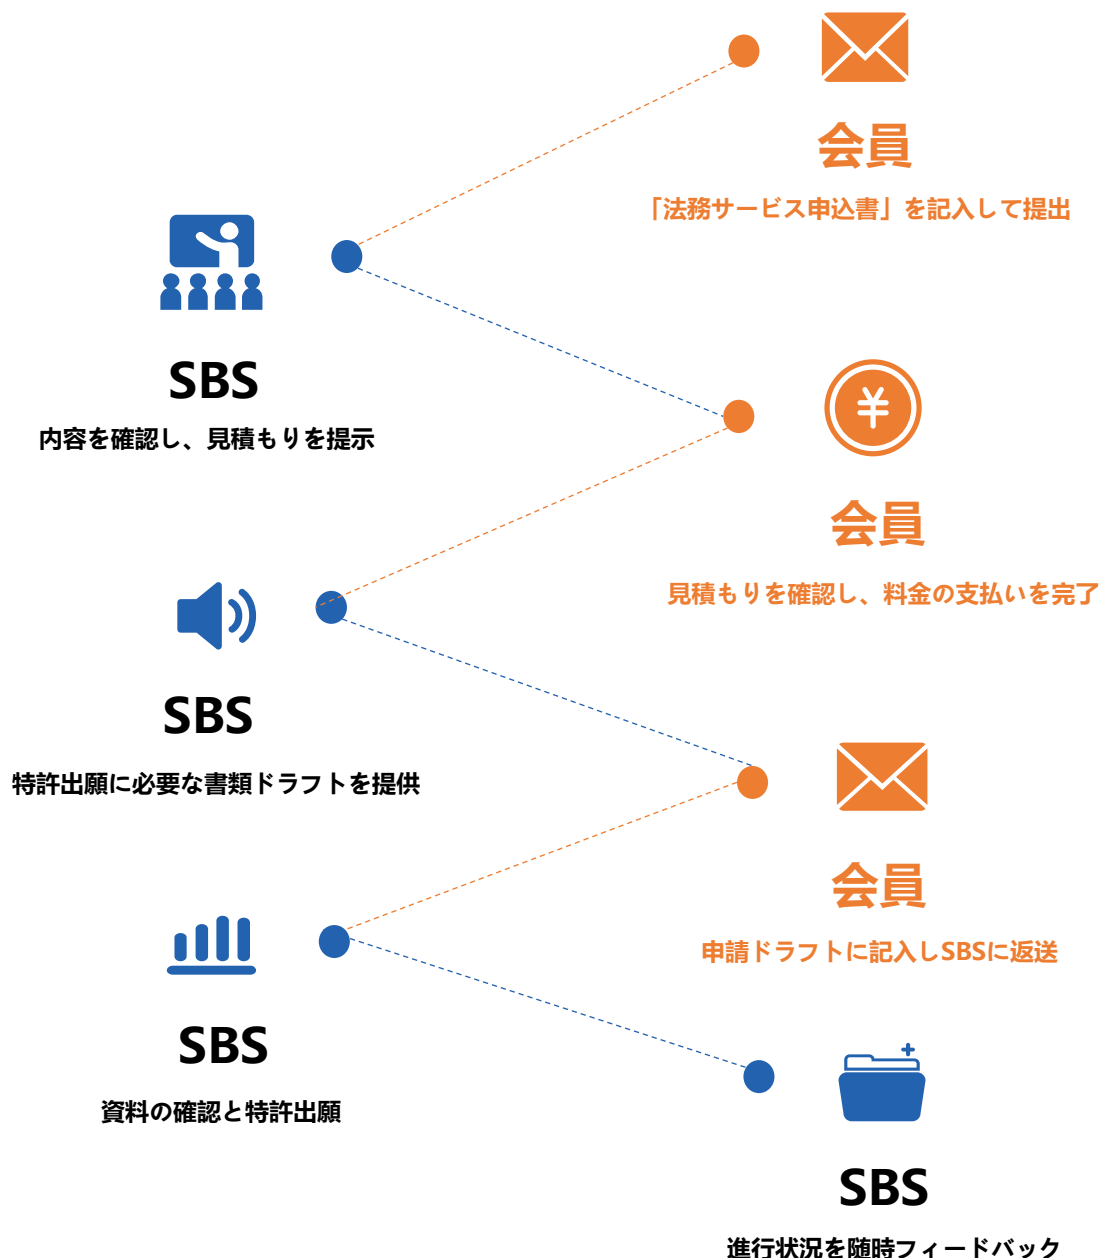 会員
「法務サービス申込書」を記入して提出
SBS
内容を確認し、見積もりを提示
¥
会員
見積もりを確認し、料金の支払いを完了
SBS
特許出願に必要な書類ドラフトを提供
会員
申請ドラフトに記入しSBSに返送
SBS
資料の確認と特許出願
SBS
進行状況を随時フィードバック